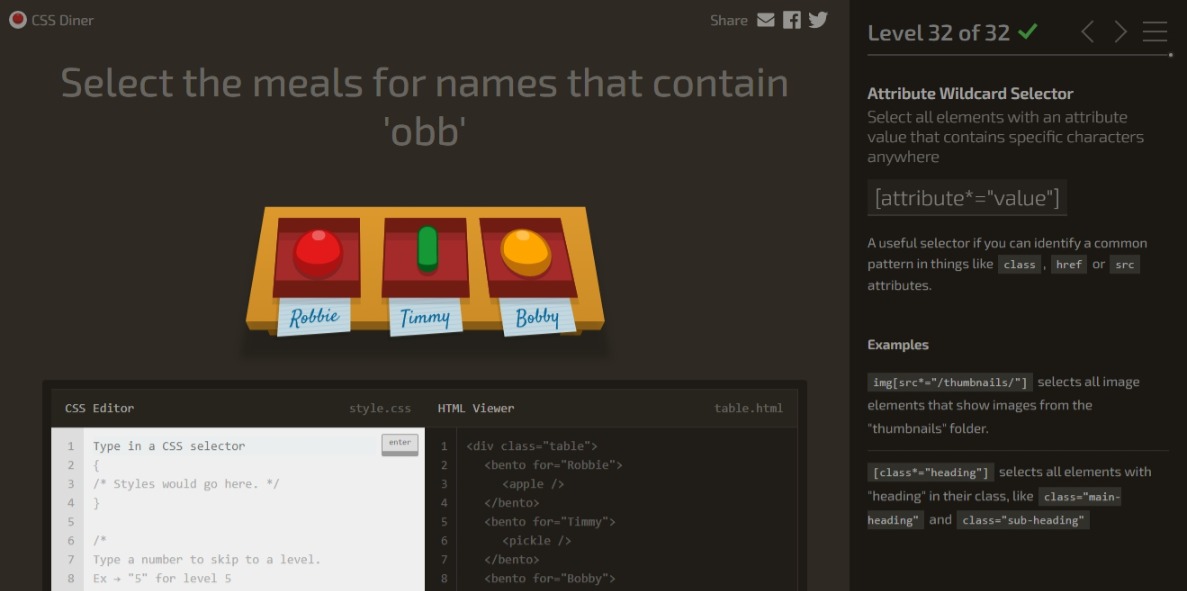 CSS Diner
Share
Select the meals for names that contain
'obb'
Robbie
Timmy
Bobby
CSS Editor
style.css
1 Type in a CSS selector
enter
2 {
3 /* Styles would go here. */
4 }
5
6 /*
7 Type a number to skip to a level.
8 Ex → "5" for level 5
HTML Viewer
table.html
1 <div class="table">
2 <bento for="Robbie">
3 <apple />
4 </bento>
5 <bento for="Timmy">
6 <pickle />
7 </bento>
8 <bento for="Bobby">
Level 32 of 32
Attribute Wildcard Selector
Select all elements with an attribute
value that contains specific characters
anywhere
[attribute*="value"]
A useful selector if you can identify a common
pattern in things like class , href or src
attributes.
Examples
img[src*="/thumbnails/"] selects all image
elements that show images from the
"thumbnails" folder.
[class*="heading"] selects all elements with
"heading" in their class, like class="main-
heading" and class="sub-heading"